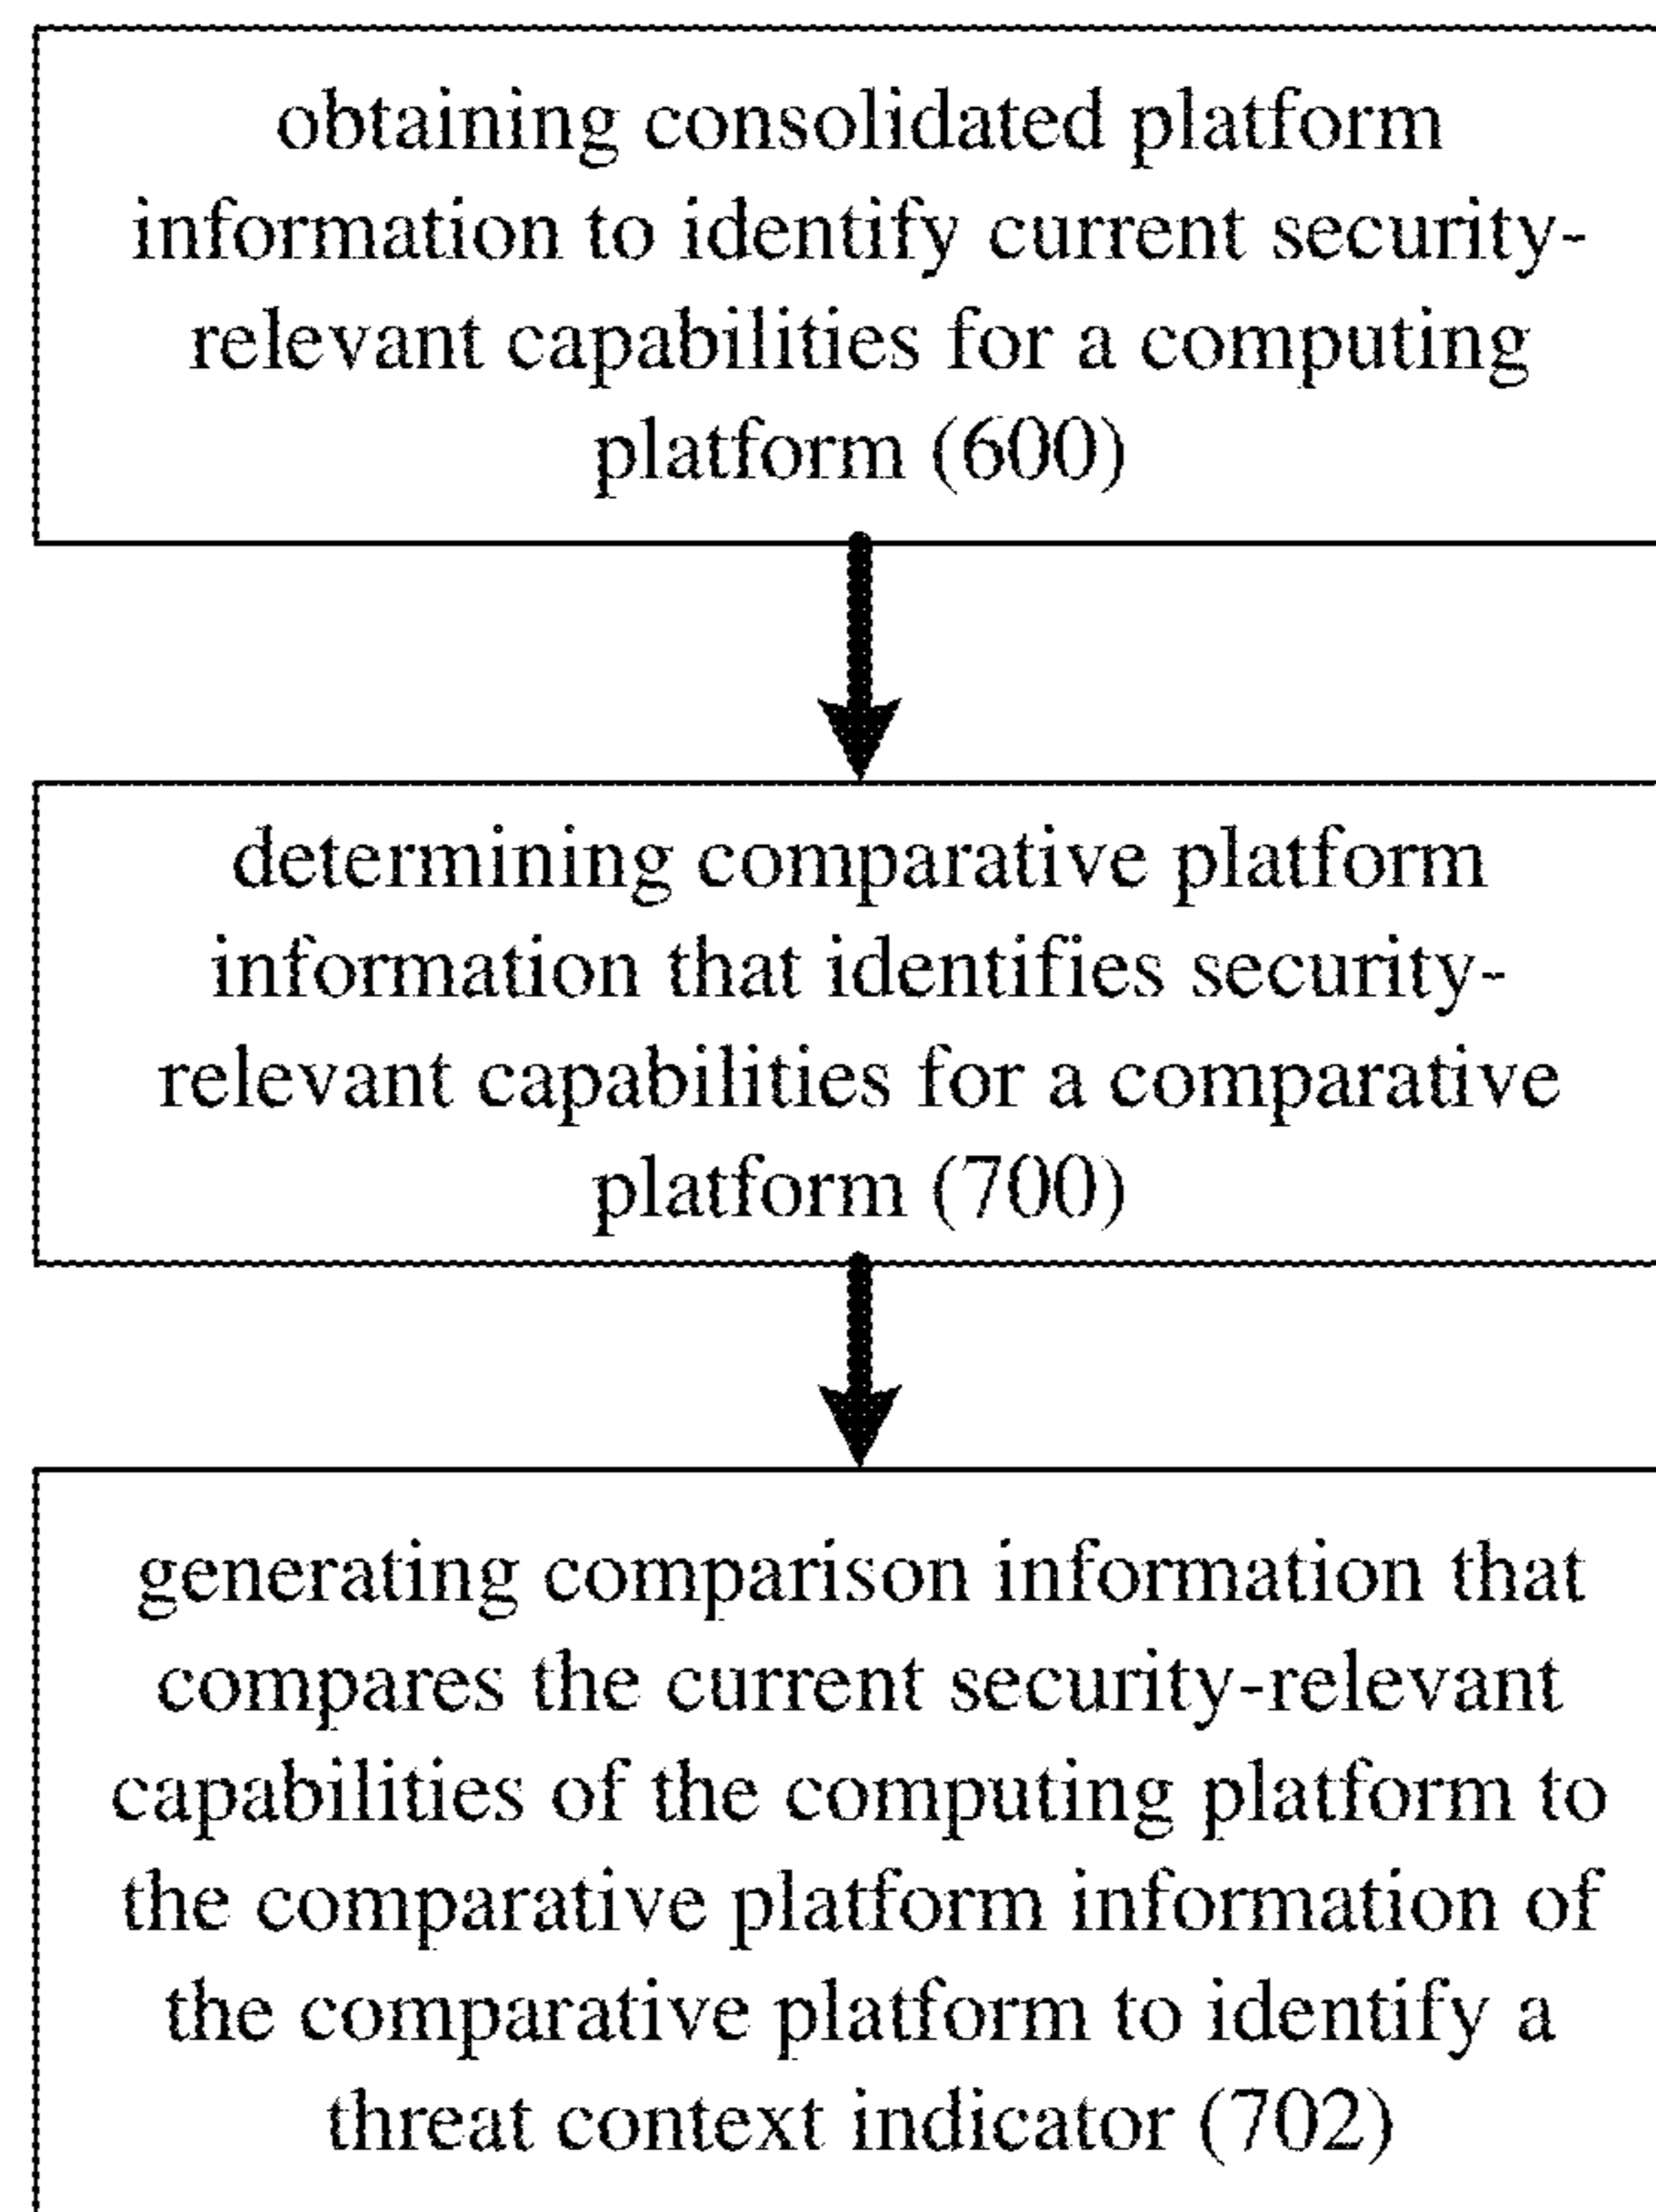 obtaining consolidated platform
information to identify current security-
relevant capabilities for a computing
platform (600)
determining comparative platform
information that identifies security-
relevant capabilities for a comparative
platform (700)
generating comparison information that
compares the current security-relevant
capabilities of the computing platform to
the comparative platform information of
the comparative platform to identify a
threat context indicator (702)